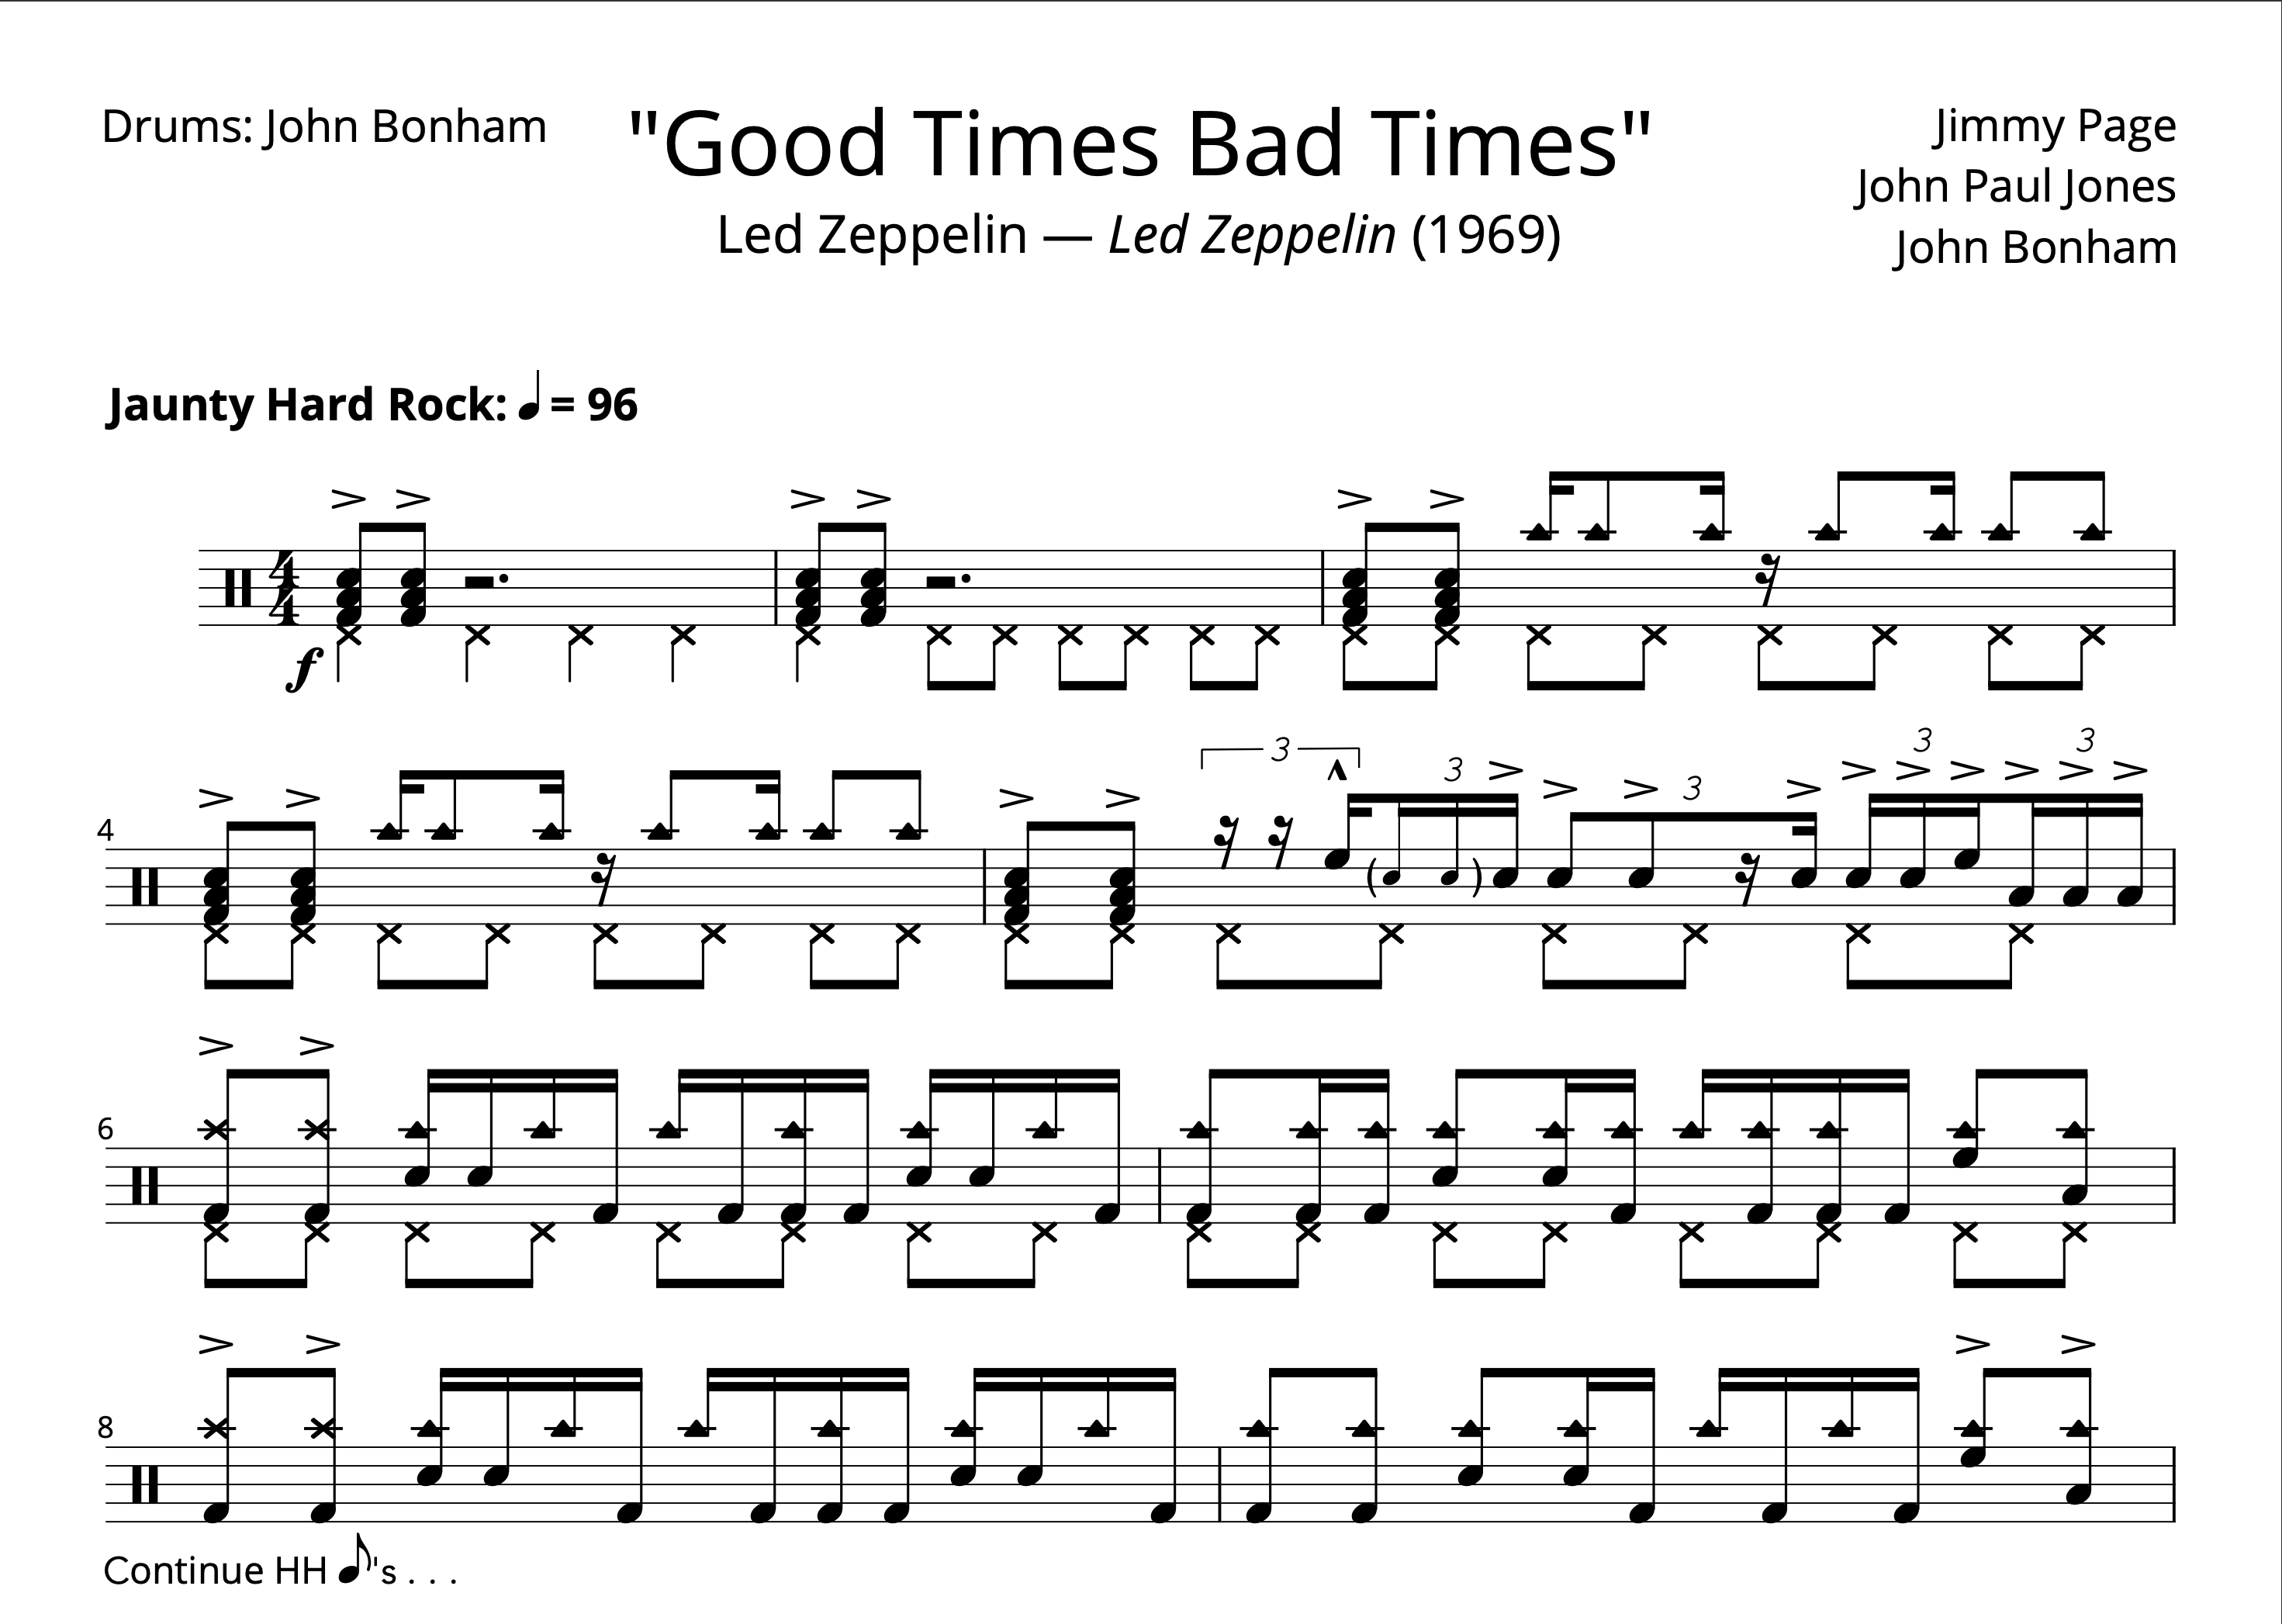 Drums: John Bonham
"Good Times Bad Times"
Led Zeppelin — Led Zeppelin (1969)
Jimmy Page
John Paul Jones
John Bonham
Jaunty Hard Rock: ♩ = 96
4/4
f
4
3
3
3
3
3
6
8
Continue HH ♪'s . . .